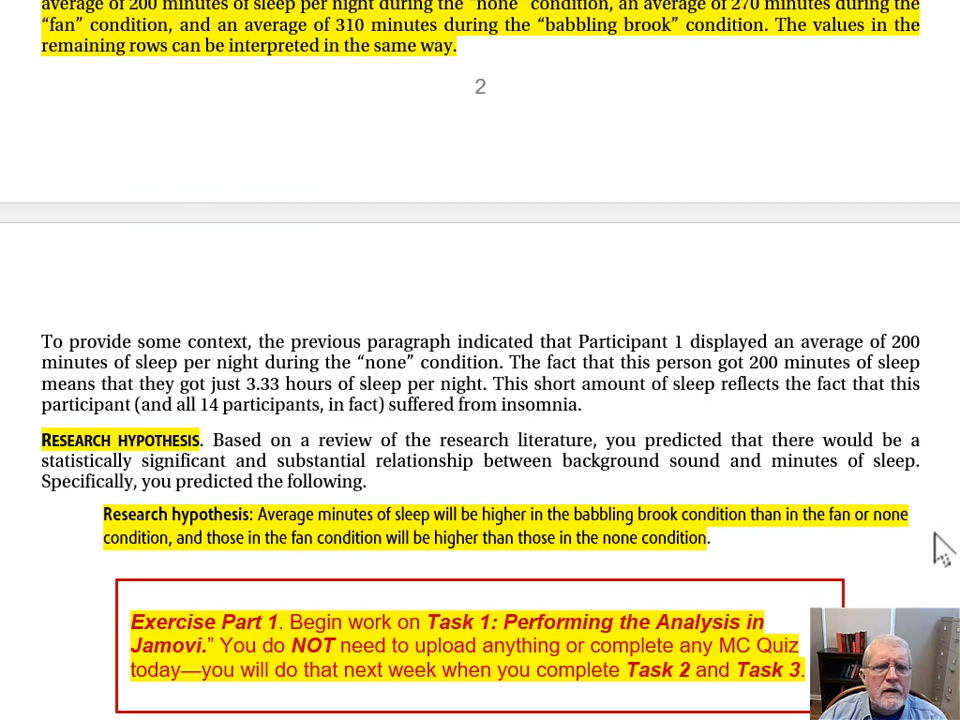 average of 200 minutes of sleep per night during the "none" condition, an average of 270 minutes during the
“fan” condition, and an average of 310 minutes during the “babbling brook” condition. The values in the
remaining rows can be interpreted in the same way.
2
To provide some context, the previous paragraph indicated that Participant 1 displayed an average of 200
minutes of sleep per night during the “none” condition. The fact that this person got 200 minutes of sleep
means that they got just 3.33 hours of sleep per night. This short amount of sleep reflects the fact that this
participant (and all 14 participants, in fact) suffered from insomnia.
RESEARCH HYPOTHESIS. Based on a review of the research literature, you predicted that there would be a
statistically significant and substantial relationship between background sound and minutes of sleep.
Specifically, you predicted the following.
Research hypothesis: Average minutes of sleep will be higher in the babbling brook condition than in the fan or none
condition, and those in the fan condition will be higher than those in the none condition.
Exercise Part 1. Begin work on Task 1: Performing the Analysis in
Jamovi.” You do NOT need to upload anything or complete any MC Quiz
today—you will do that next week when you complete Task 2 and Task 3.